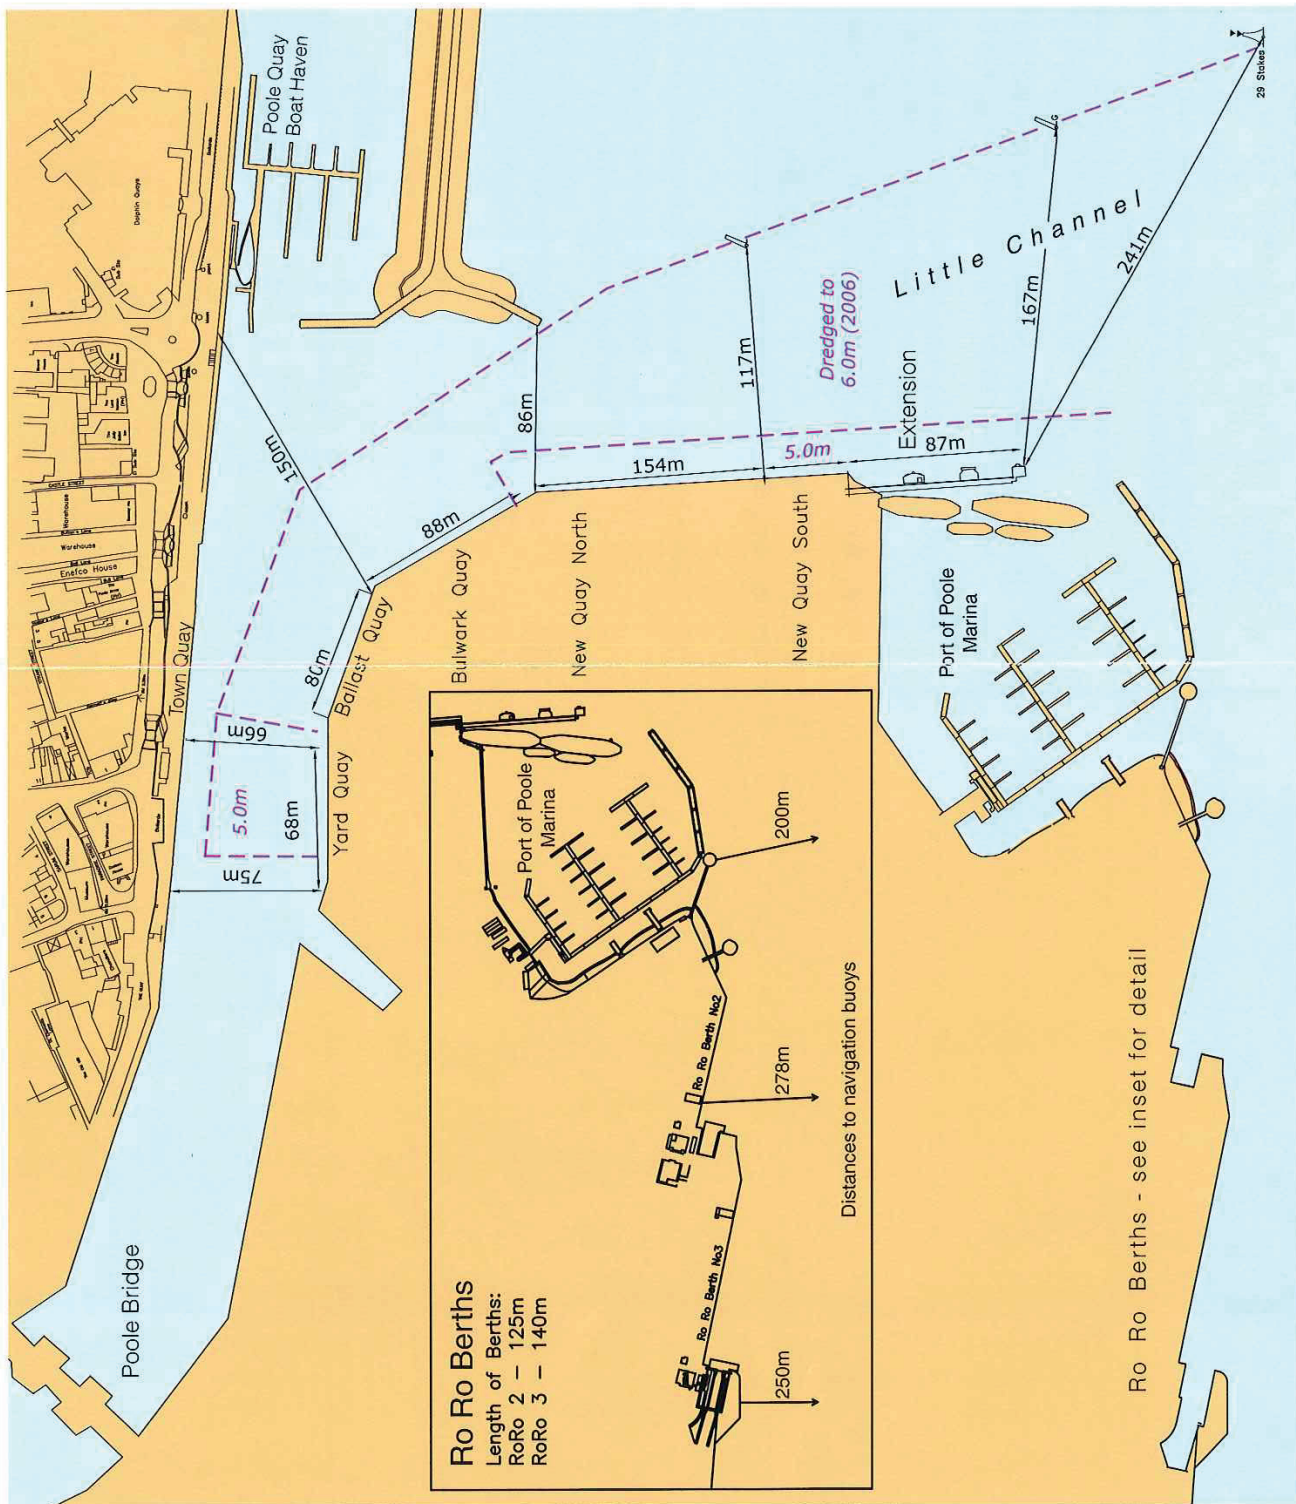 Poole Quay
Boat Haven
Dolphin Quays
CASTLE STREET
Warehouse
Warehouse
Enefco House
Town Quay
150m
88m
80m
86m
154m
117m
5.0m
87m
Extension
Dredged to
6.0m (2006)
Little Channel
167m
241m
29 Stakes
66m
5.0m
68m
75m
Yard Quay
Ballast Quay
Bulwark Quay
New Quay North
New Quay South
Port of Poole
Marina
Poole Bridge
Ro Ro Berths
Length of Berths:
RoRo 2 – 125m
RoRo 3 – 140m
Port of Poole
Marina
Ro Ro Berth No2
Ro Ro Berth No3
200m
278m
250m
Distances to navigation buoys
Ro Ro Berths - see inset for detail